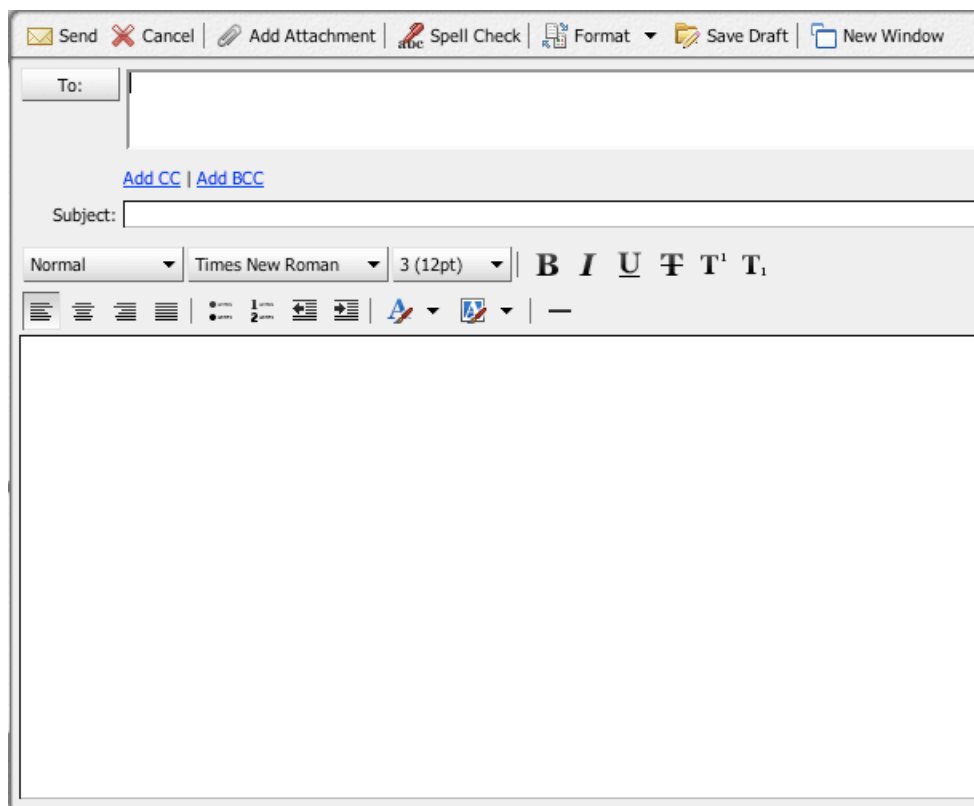 Send Cancel Add Attachment abc Spell Check Format Save Draft New Window
To:
Add CC | Add BCC
Subject:
Normal Times New Roman 3 (12pt) B I U T T¹ T₁